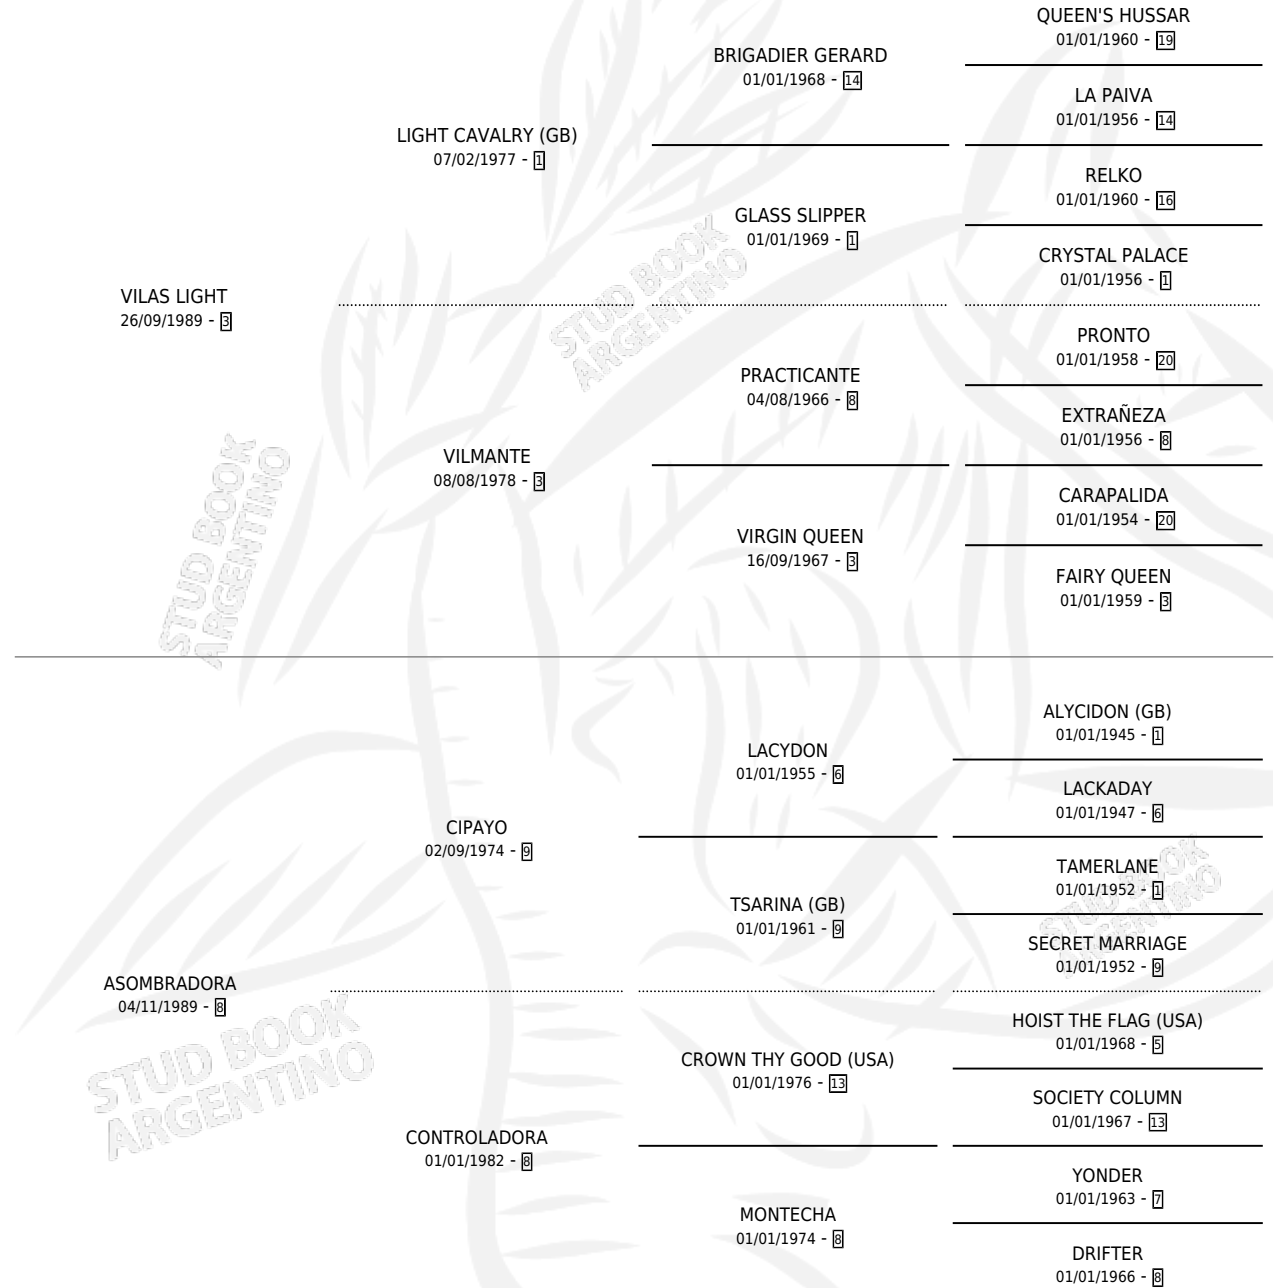 QUEEN'S HUSSAR
01/01/1960 - 19
BRIGADIER GERARD
01/01/1968 - 14
LA PAIVA
01/01/1956 - 14
LIGHT CAVALRY (GB)
07/02/1977 - 1
RELKO
01/01/1960 - 16
GLASS SLIPPER
01/01/1969 - 1
CRYSTAL PALACE
01/01/1956 - 1
VILAS LIGHT
26/09/1989 - 3
PRONTO
01/01/1958 - 20
PRACTICANTE
04/08/1966 - 8
EXTRAÑEZA
01/01/1956 - 8
VILMANTE
08/08/1978 - 3
CARAPALIDA
01/01/1954 - 20
VIRGIN QUEEN
16/09/1967 - 3
FAIRY QUEEN
01/01/1959 - 3
ALYCIDON (GB)
01/01/1945 - 1
LACYDON
01/01/1955 - 6
LACKADAY
01/01/1947 - 6
CIPAYO
02/09/1974 - 9
TAMERLANE
01/01/1952 - 1
TSARINA (GB)
01/01/1961 - 9
SECRET MARRIAGE
01/01/1952 - 9
ASOMBRADORA
04/11/1989 - 8
HOIST THE FLAG (USA)
01/01/1968 - 5
CROWN THY GOOD (USA)
01/01/1976 - 13
SOCIETY COLUMN
01/01/1967 - 13
CONTROLADORA
01/01/1982 - 8
YONDER
01/01/1963 - 7
MONTECHA
01/01/1974 - 8
DRIFTER
01/01/1966 - 8
STUD BOOK
ARGENTINO
STUD BOOK
ARGENTINO
STUD BOOK
ARGENTINO
STUD BOOK
ARGENTINO